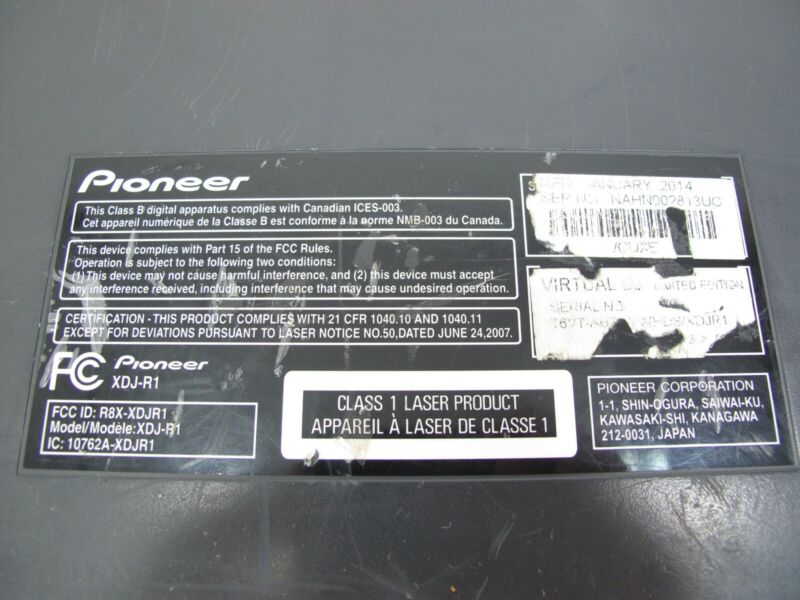 Pioneer
This Class B digital apparatus complies with Canadian ICES-003.
Cet appareil numérique de la Classe B est conforme à la norme NMB-003 du Canada.
This device complies with Part 15 of the FCC Rules.
Operation is subject to the following two conditions:
(1) This device may not cause harmful interference, and (2) this device must accept
any interference received, including interference that may cause undesired operation.
CERTIFICATION - THIS PRODUCT COMPLIES WITH 21 CFR 1040.10 AND 1040.11
EXCEPT FOR DEVIATIONS PURSUANT TO LASER NOTICE NO.50, DATED JUNE 24, 2007.
FC Pioneer
XDJ-R1
FCC ID: R8X-XDJR1
Model/Modèle: XDJ-R1
IC: 10762A-XDJR1
CLASS 1 LASER PRODUCT
APPAREIL À LASER DE CLASSE 1
JANUARY 2014
SER NO. NAHN002813UC
VIRTUAL DJ LIMITED EDITION
SERIAL N.
PIONEER CORPORATION
1-1, SHIN-OGURA, SAIWAI-KU,
KAWASAKI-SHI, KANAGAWA
212-0031, JAPAN